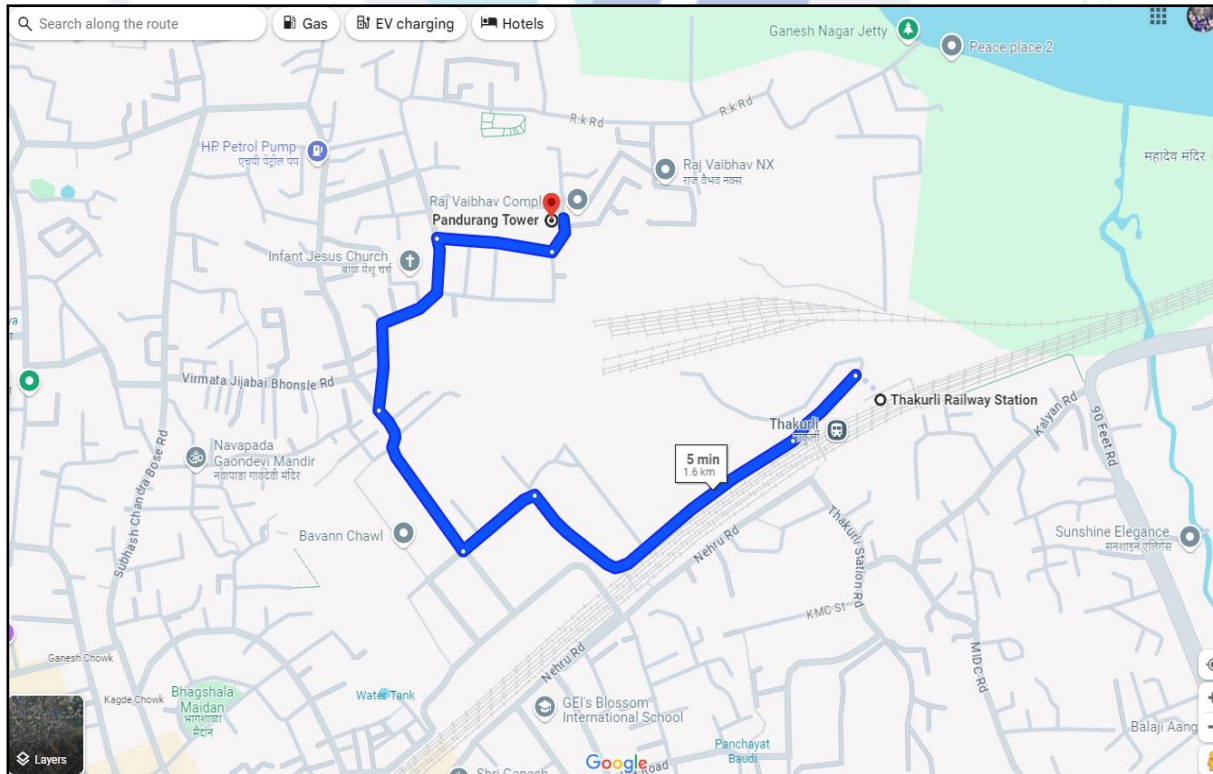 Search along the route
Gas
EV charging
Hotels
Ganesh Nagar Jetty
Peace place 2
R.k Rd
R.k Rd
HP Petrol Pump
एचपी पेट्रोल पंप
महादेव मंदिर
Raj Vaibhav NX
राज वैभव नक्स
Raj Vaibhav Compl
Pandurang Tower
Infant Jesus Church
बाळ येशू चर्च
Virmata Jijabai Bhonsle Rd
Thakurli Railway Station
Thakurli
ठाकुर्ली
Kalyan Rd
90 Feet Rd
5 min
1.6 km
Navapada
Gaondevi Mandir
नवापाडा गावदेवी मंदिर
Subhash Chandra Bose Rd
Bavann Chawl
Nehru Rd
Thakurli Station Rd
Sunshine Elegance
सनशाइन एलिगेंस
KMC St
MIDC Rd
Nehru Rd
Ganesh Chowk
Kagde Chowk
Bhagshala
Maidan
भागशाळा
मैदान
Water Tank
GEI's Blossom
International School
Balaji Aang
Panchayat
Baudi
Layers
Google
Road
Shri Ganesh